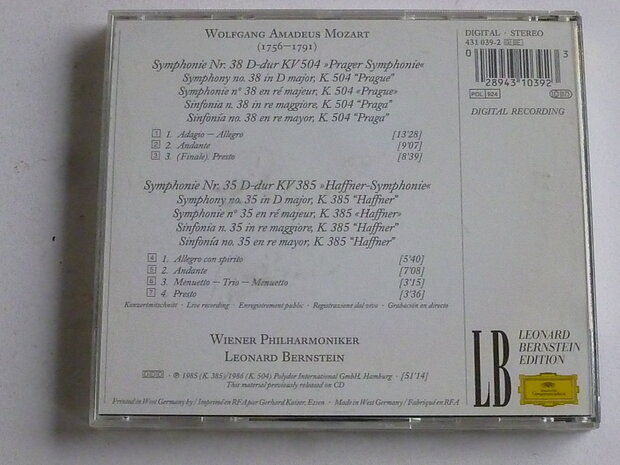 WOLFGANG AMADEUS MOZART
(1756–1791)
Symphonie Nr. 38 D-dur KV 504 »Prager Symphonie«
Symphony no. 38 in D major, K. 504 "Prague"
Symphonie n° 38 en ré majeur, K. 504 «Prague»
Sinfonia n. 38 in re maggiore, K. 504 "Praga"
Sinfonía no. 38 en re mayor, K. 504 "Praga"
1 1. Adagio – Allegro [13'28]
2 2. Andante [9'07]
3 3. (Finale). Presto [8'39]
Symphonie Nr. 35 D-dur KV 385 »Haffner-Symphonie«
Symphony no. 35 in D major, K. 385 "Haffner"
Symphonie n° 35 en ré majeur, K. 385 «Haffner»
Sinfonia n. 35 in re maggiore, K. 385 "Haffner"
Sinfonía no. 35 en re mayor, K. 385 "Haffner"
4 1. Allegro con spirito [5'40]
5 2. Andante [7'08]
6 3. Menuetto – Trio – Menuetto [3'15]
7 4. Presto [3'36]
Konzertmitschnitt · Live recording · Enregistrement public · Registrazione dal vivo · Grabación en directo
WIENER PHILHARMONIKER
LEONARD BERNSTEIN
DDD · ℗ 1985 (K. 385)/1986 (K. 504) Polydor International GmbH, Hamburg · [51'14]
This material previously released on CD
Printed in West Germany by / Imprimé en RFA par Gerhard Kaiser, Essen · Made in West Germany / Fabriqué en RFA
DIGITAL · STEREO
431 039-2
0 28943 10392 3
POL 924
DIGITAL RECORDING
LB
LEONARD
BERNSTEIN
EDITION
Deutsche
Grammophon